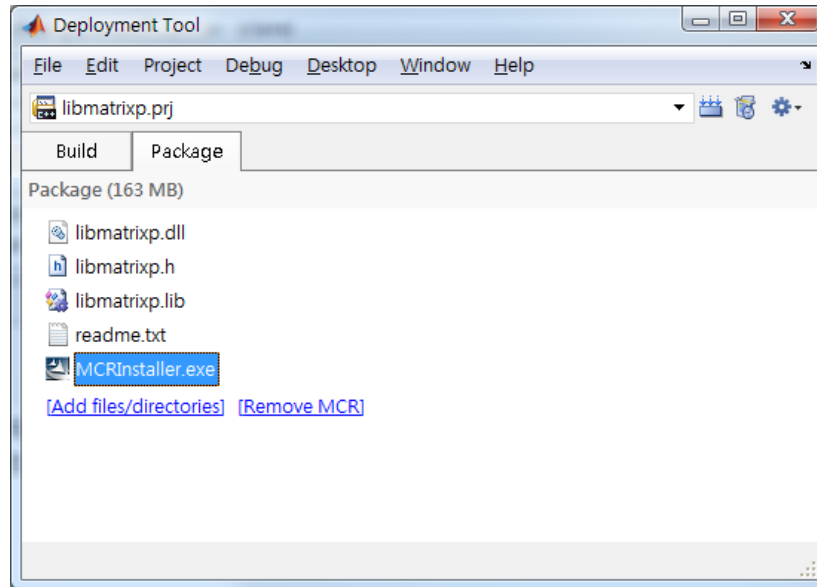 Deployment Tool
File Edit Project Debug Desktop Window Help
libmatrixp.prj
Build Package
Package (163 MB)
libmatrixp.dll
libmatrixp.h
libmatrixp.lib
readme.txt
MCRInstaller.exe
[Add files/directories] [Remove MCR]